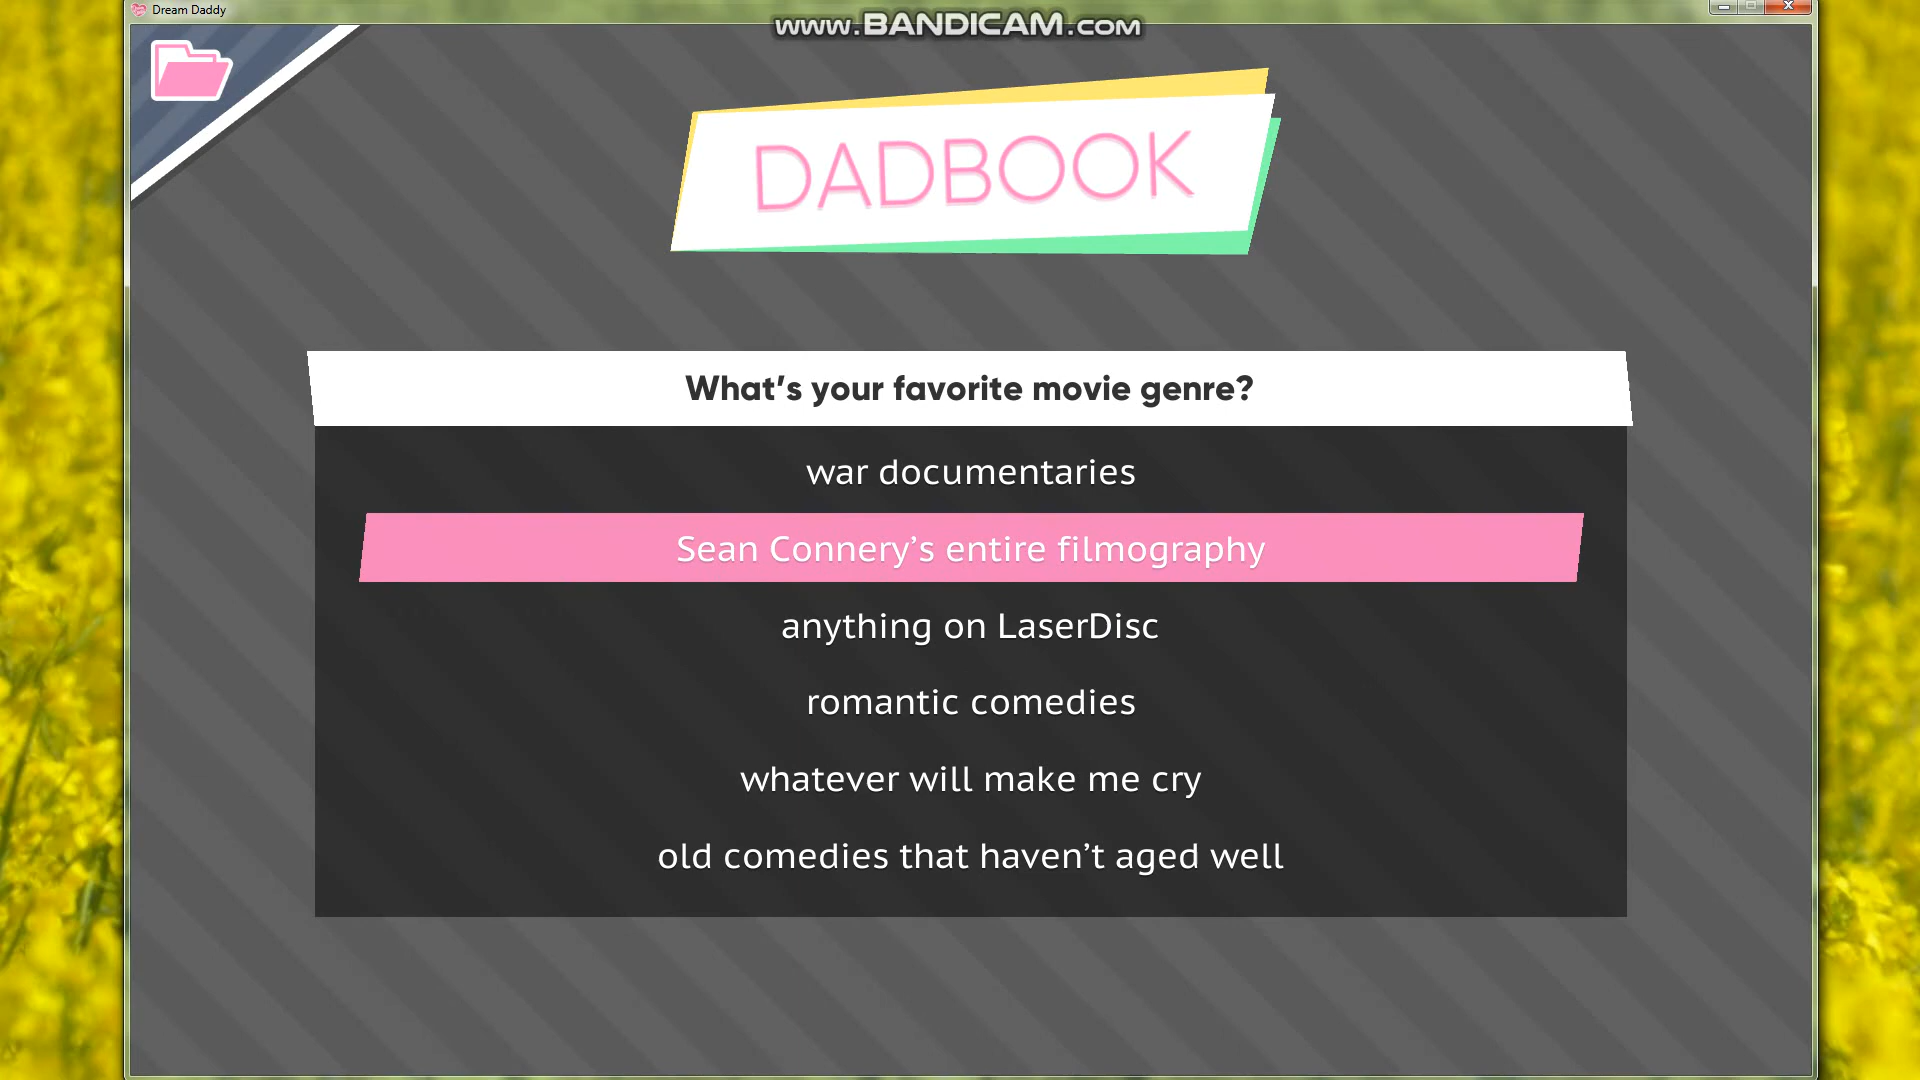 Dream Daddy
www.BANDICAM.com
DADBOOK
What's your favorite movie genre?
war documentaries
Sean Connery's entire filmography
anything on LaserDisc
romantic comedies
whatever will make me cry
old comedies that haven't aged well